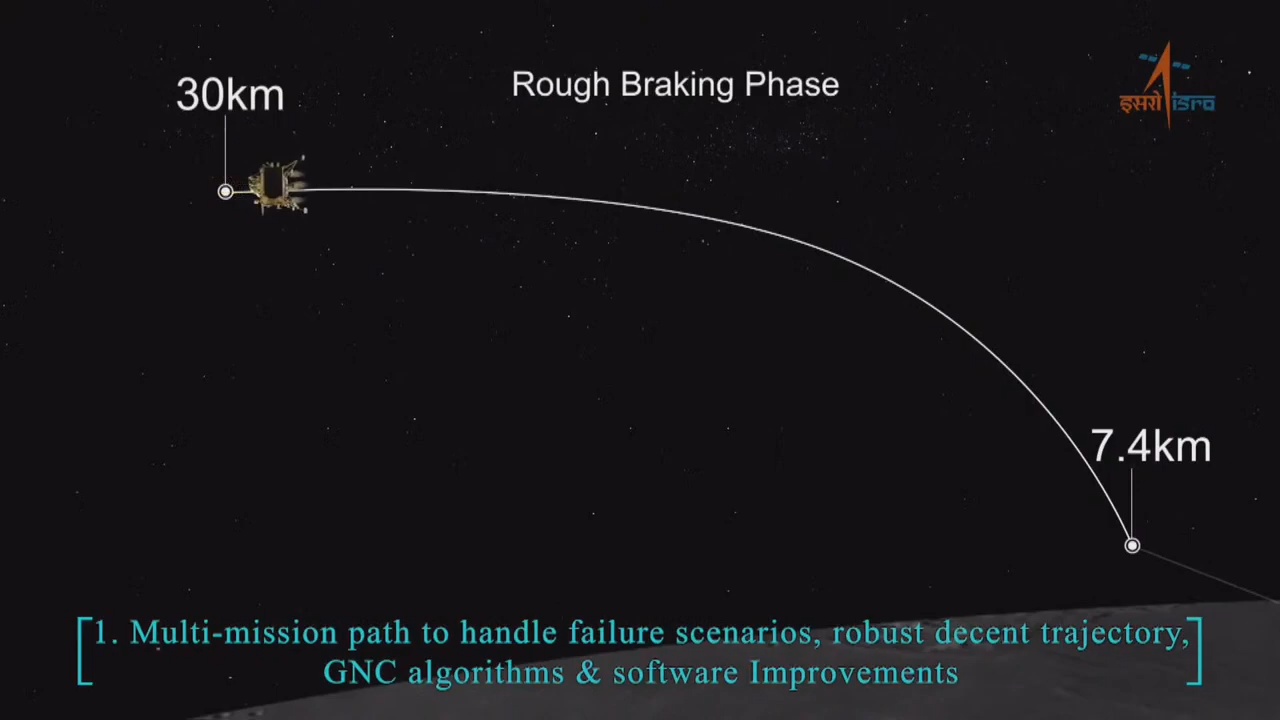 30km
Rough Braking Phase
इसरो isro
7.4km
1. Multi-mission path to handle failure scenarios, robust decent trajectory,
GNC algorithms & software Improvements